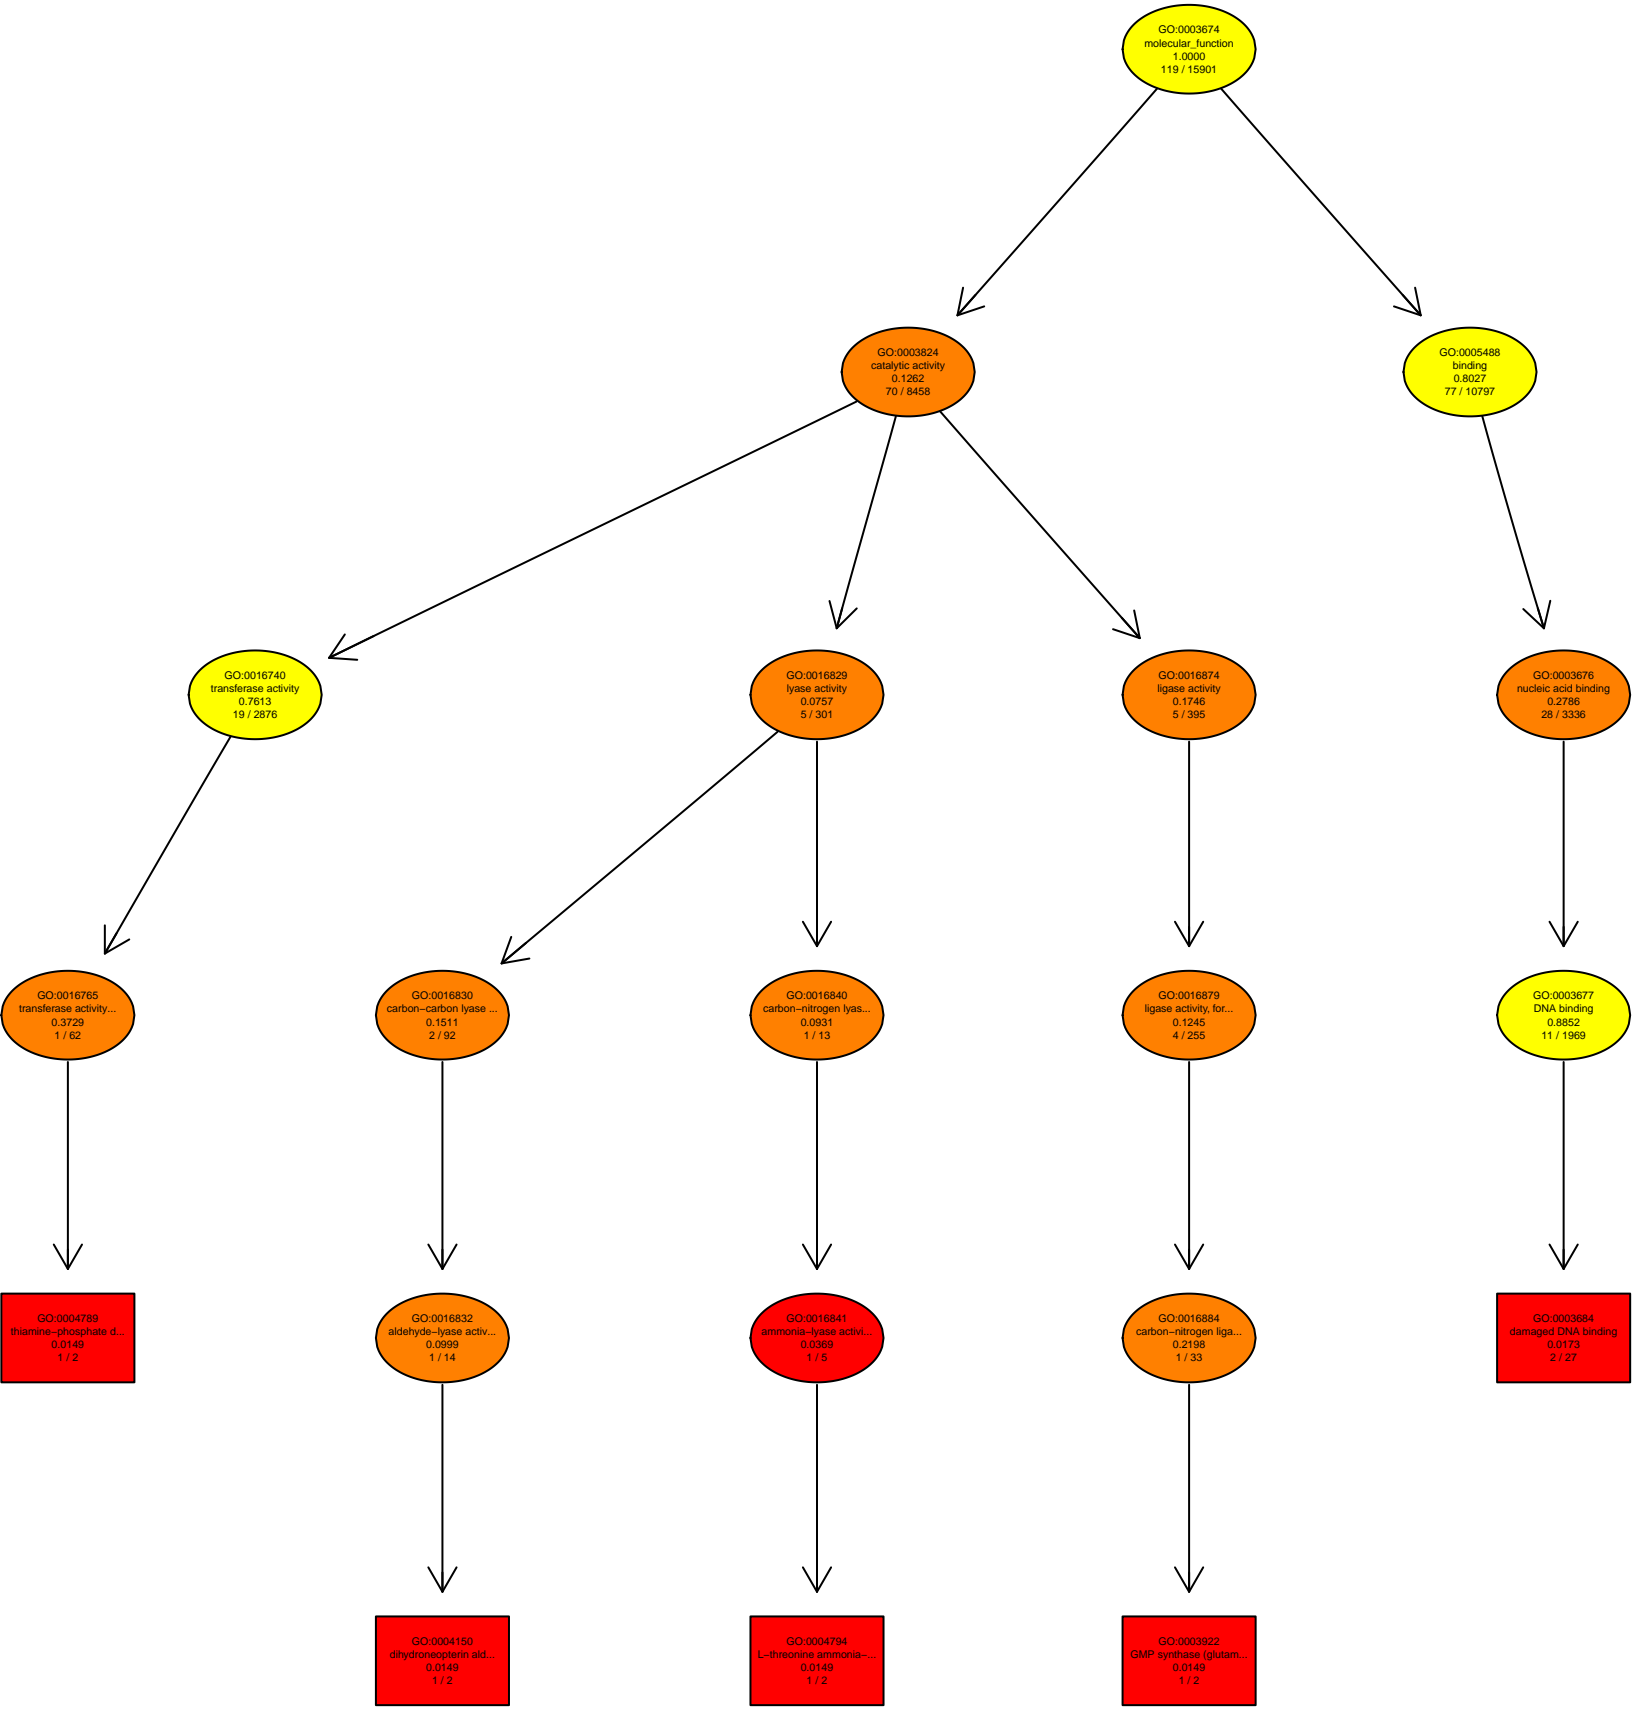 GO:0003674
molecular_function
1.0000
119 / 15901
GO:0003824
catalytic activity
0.1262
70 / 8458
GO:0005488
binding
0.8027
77 / 10797
GO:0016740
transferase activity
0.7613
19 / 2876
GO:0016829
lyase activity
0.0757
5 / 301
GO:0016874
ligase activity
0.1746
5 / 395
GO:0003676
nucleic acid binding
0.2786
28 / 3336
GO:0016765
transferase activity...
0.3729
1 / 62
GO:0016830
carbon−carbon lyase ...
0.1511
2 / 92
GO:0016840
carbon−nitrogen lyas...
0.0931
1 / 13
GO:0016879
ligase activity, for...
0.1245
4 / 255
GO:0003677
DNA binding
0.8852
11 / 1969
GO:0004789
thiamine−phosphate d...
0.0149
1 / 2
GO:0016832
aldehyde−lyase activ...
0.0999
1 / 14
GO:0016841
ammonia−lyase activi...
0.0369
1 / 5
GO:0016884
carbon−nitrogen liga...
0.2198
1 / 33
GO:0003684
damaged DNA binding
0.0173
2 / 27
GO:0004150
dihydroneopterin ald...
0.0149
1 / 2
GO:0004794
L−threonine ammonia−...
0.0149
1 / 2
GO:0003922
GMP synthase (glutam...
0.0149
1 / 2